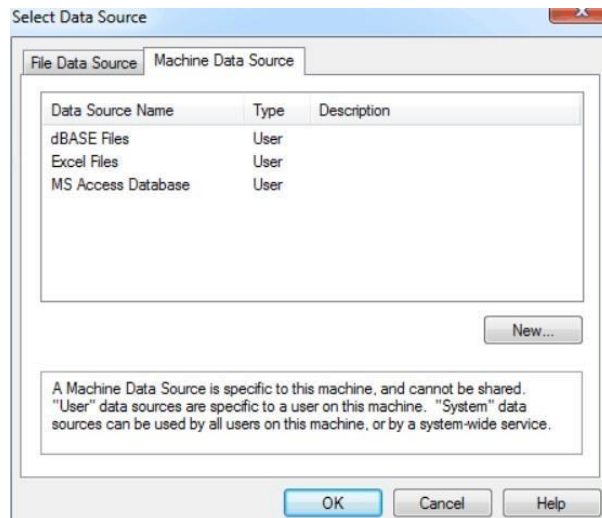 Select Data Source
File Data Source Machine Data Source
Data Source Name Type Description
dBASE Files User
Excel Files User
MS Access Database User
New...
A Machine Data Source is specific to this machine, and cannot be shared.
"User" data sources are specific to a user on this machine. "System" data
sources can be used by all users on this machine, or by a system-wide service.
OK Cancel Help